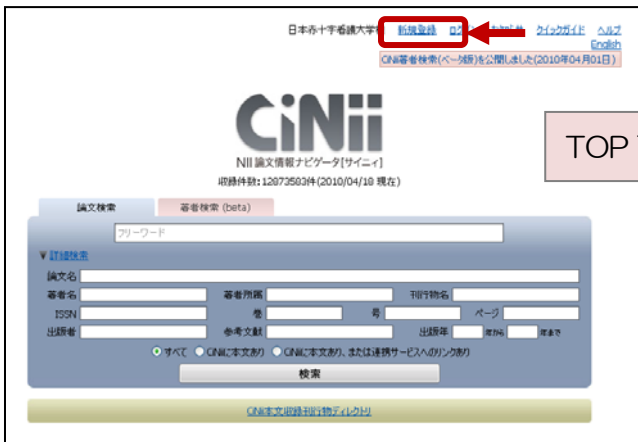 日本赤十字看護大学 新規登録 クイックガイド ヘルプ
English
CiNii著者検索(ベータ版)を公開しました(2010年04月01日)
CiNii
NII 論文情報ナビゲータ[サイニィ]
収録件数:12873583件(2010/04/18 現在)
TOP
論文検索 著者検索 (beta)
フリーワード
▼ 詳細検索
論文名
著者名 著者所属 刊行物名
ISSN 巻 号 ページ
出版者 参考文献 出版年 年から 年まで
すべて CiNiiに本文あり CiNiiに本文あり、または連携サービスへのリンクあり
検索
CiNii本文収録刊行物ディレクトリ